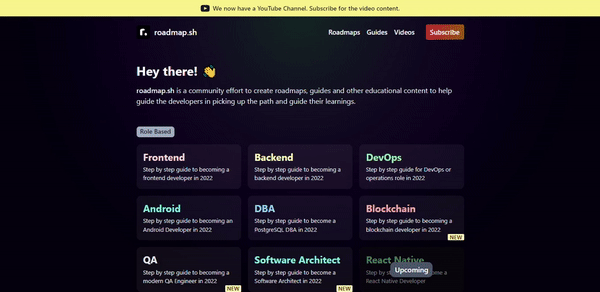 We now have a YouTube Channel. Subscribe for the video content.
r. roadmap.sh Roadmaps Guides Videos Subscribe
Hey there! 👋
roadmap.sh is a community effort to create roadmaps, guides and other educational content to help
guide the developers in picking up the path and guide their learnings.
Role Based
Frontend
Step by step guide to becoming a
frontend developer in 2022
Backend
Step by step guide to becoming a
backend developer in 2022
DevOps
Step by step guide for DevOps or
operations role in 2022
Android
Step by step guide to becoming an
Android Developer in 2022
DBA
Step by step guide to become a
PostgreSQL DBA in 2022
Blockchain
Step by step guide to becoming a
blockchain developer in 2022
NEW
QA
Step by step guide to becoming a
modern QA Engineer in 2022
NEW
Software Architect
Step by step guide to become a
Software Architect in 2022
NEW
React Native
Upcoming
Step by become a
React Native Developer